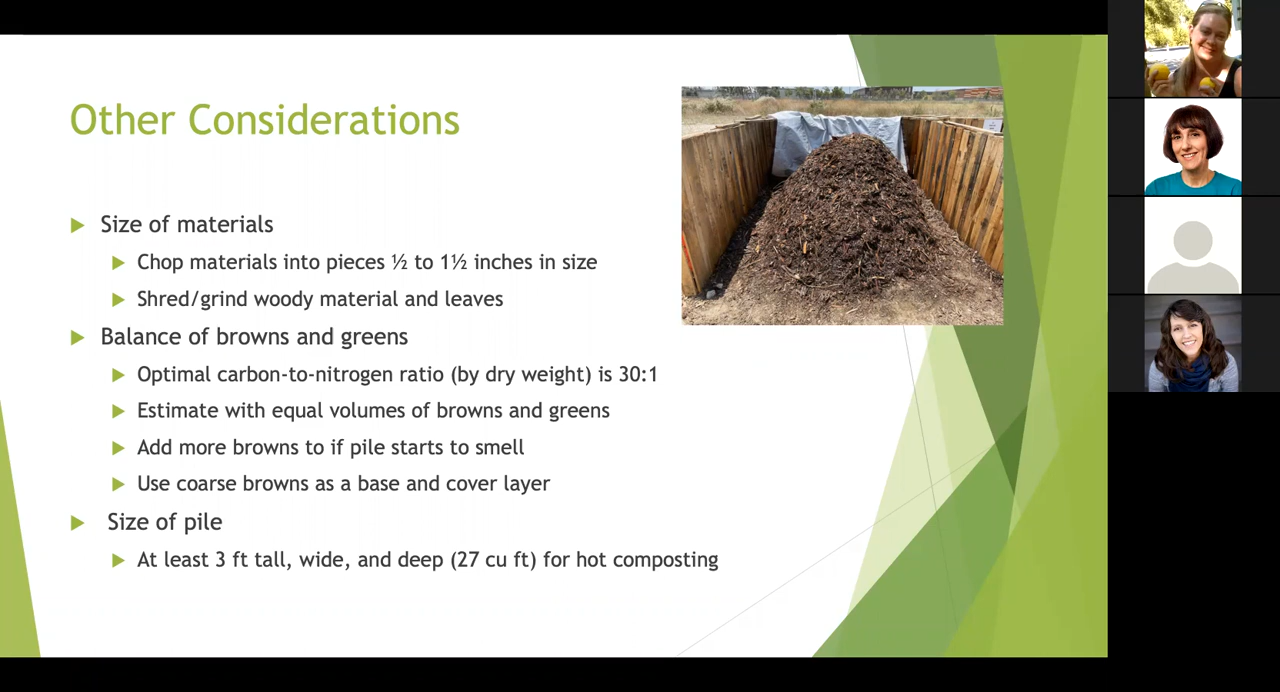 Other Considerations
Size of materials
Chop materials into pieces ½ to 1½ inches in size
Shred/grind woody material and leaves
Balance of browns and greens
Optimal carbon-to-nitrogen ratio (by dry weight) is 30:1
Estimate with equal volumes of browns and greens
Add more browns to if pile starts to smell
Use coarse browns as a base and cover layer
Size of pile
At least 3 ft tall, wide, and deep (27 cu ft) for hot composting